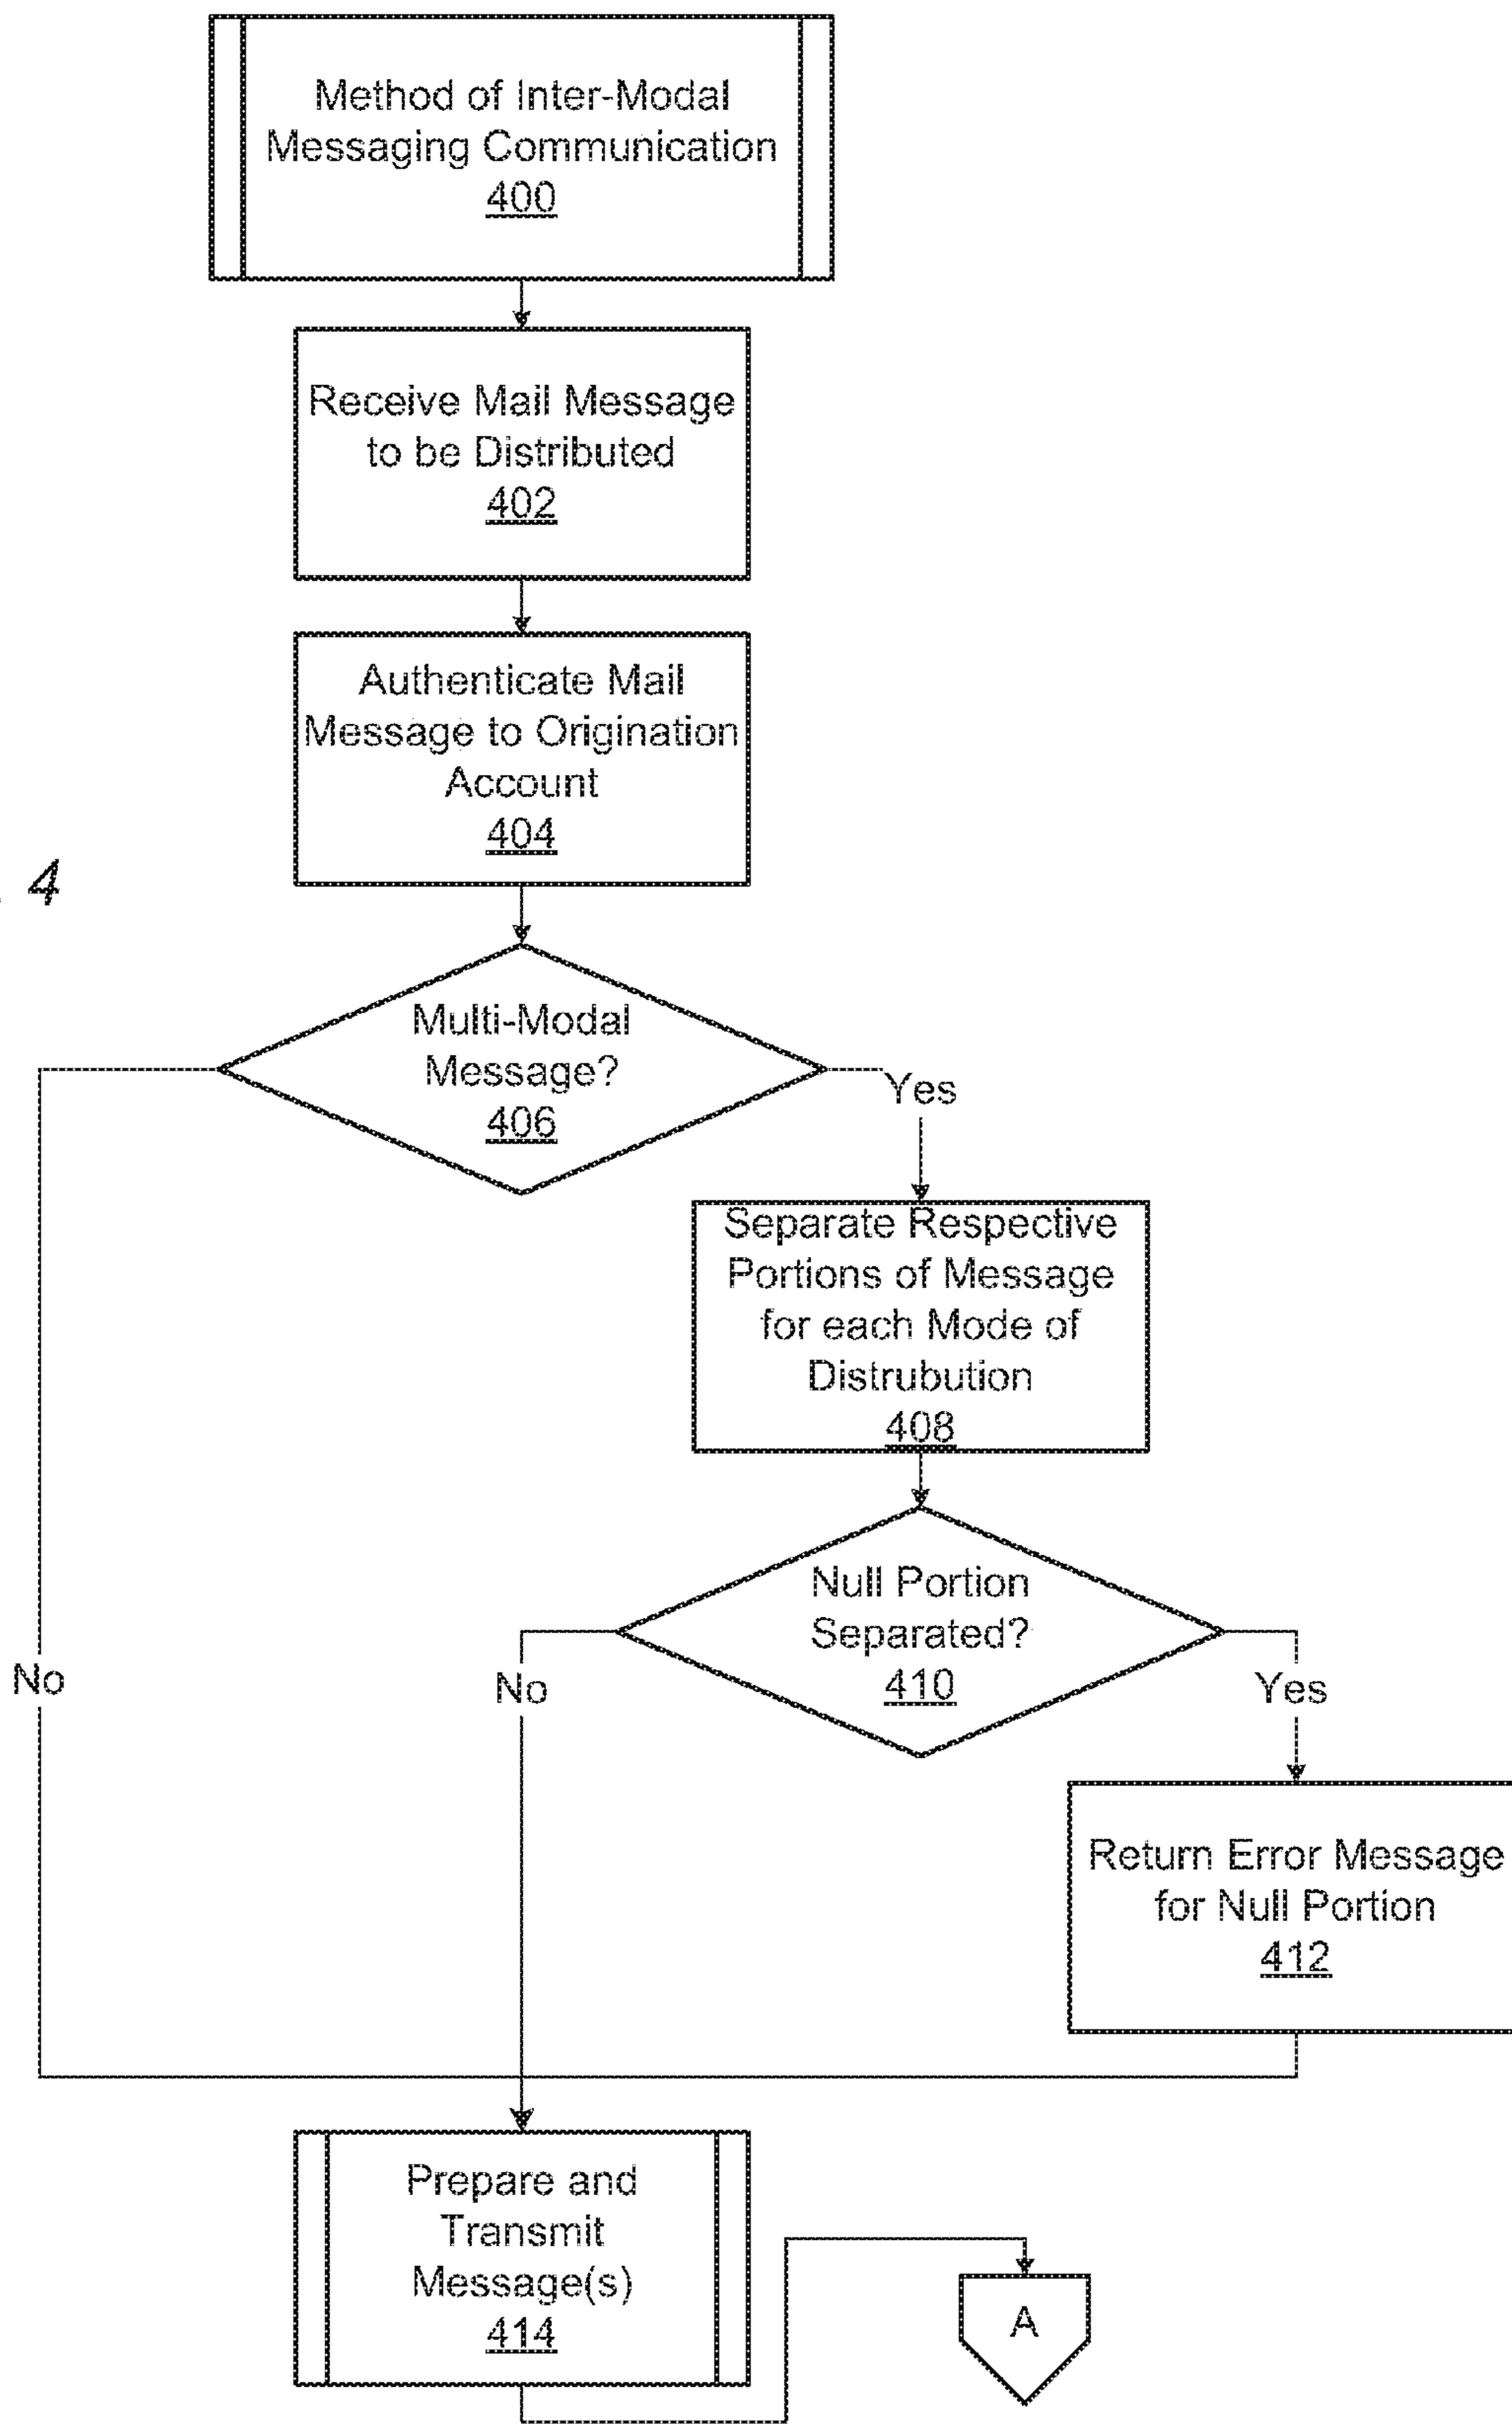 Method of Inter-Modal
Messaging Communication
400
Receive Mail Message
to be Distributed
402
Authenticate Mail
Message to Origination
Account
404
4
Multi-Modal
Message?
406
Yes
Separate Respective
Portions of Message
for each Mode of
Distrubution
408
Null Portion
Separated?
410
No
No
Yes
Return Error Message
for Null Portion
412
Prepare and
Transmit
Message(s)
414
A